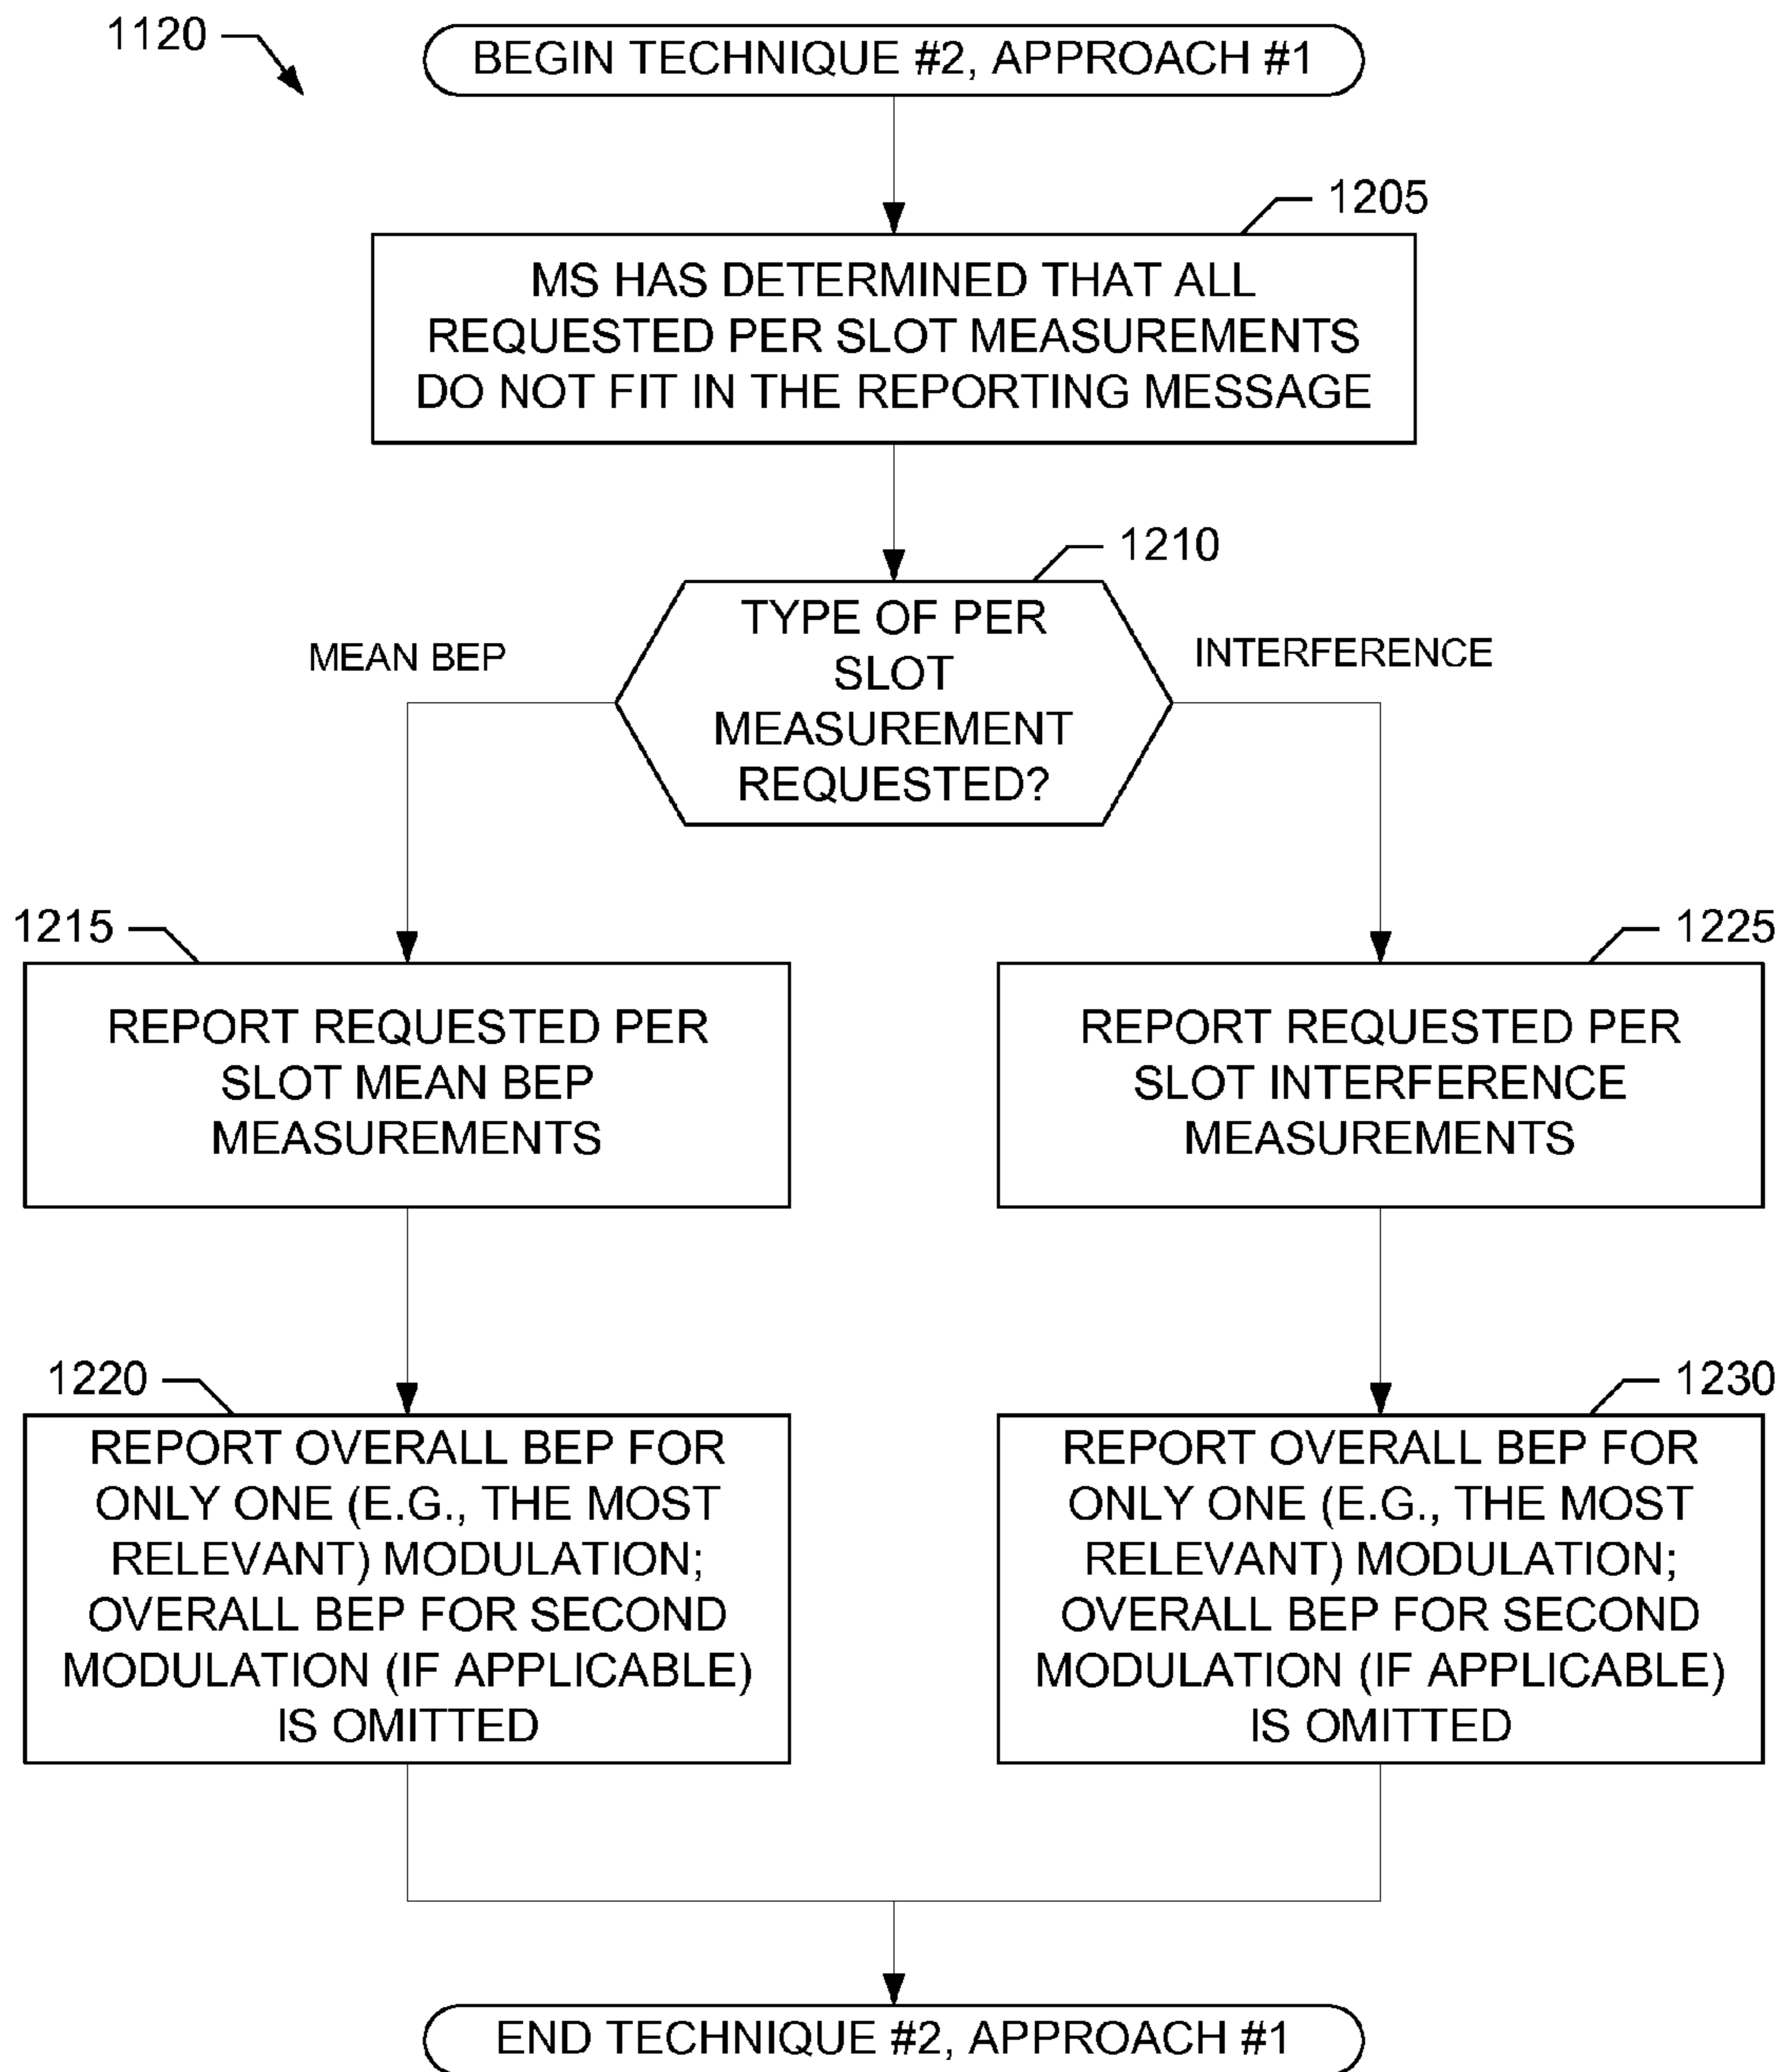 1120
BEGIN TECHNIQUE #2, APPROACH #1
1205
MS HAS DETERMINED THAT ALL
REQUESTED PER SLOT MEASUREMENTS
DO NOT FIT IN THE REPORTING MESSAGE
1210
TYPE OF PER
SLOT
MEASUREMENT
REQUESTED?
MEAN BEP
INTERFERENCE
1215
REPORT REQUESTED PER
SLOT MEAN BEP
MEASUREMENTS
1225
REPORT REQUESTED PER
SLOT INTERFERENCE
MEASUREMENTS
1220
REPORT OVERALL BEP FOR
ONLY ONE (E.G., THE MOST
RELEVANT) MODULATION;
OVERALL BEP FOR SECOND
MODULATION (IF APPLICABLE)
IS OMITTED
1230
REPORT OVERALL BEP FOR
ONLY ONE (E.G., THE MOST
RELEVANT) MODULATION;
OVERALL BEP FOR SECOND
MODULATION (IF APPLICABLE)
IS OMITTED
END TECHNIQUE #2, APPROACH #1